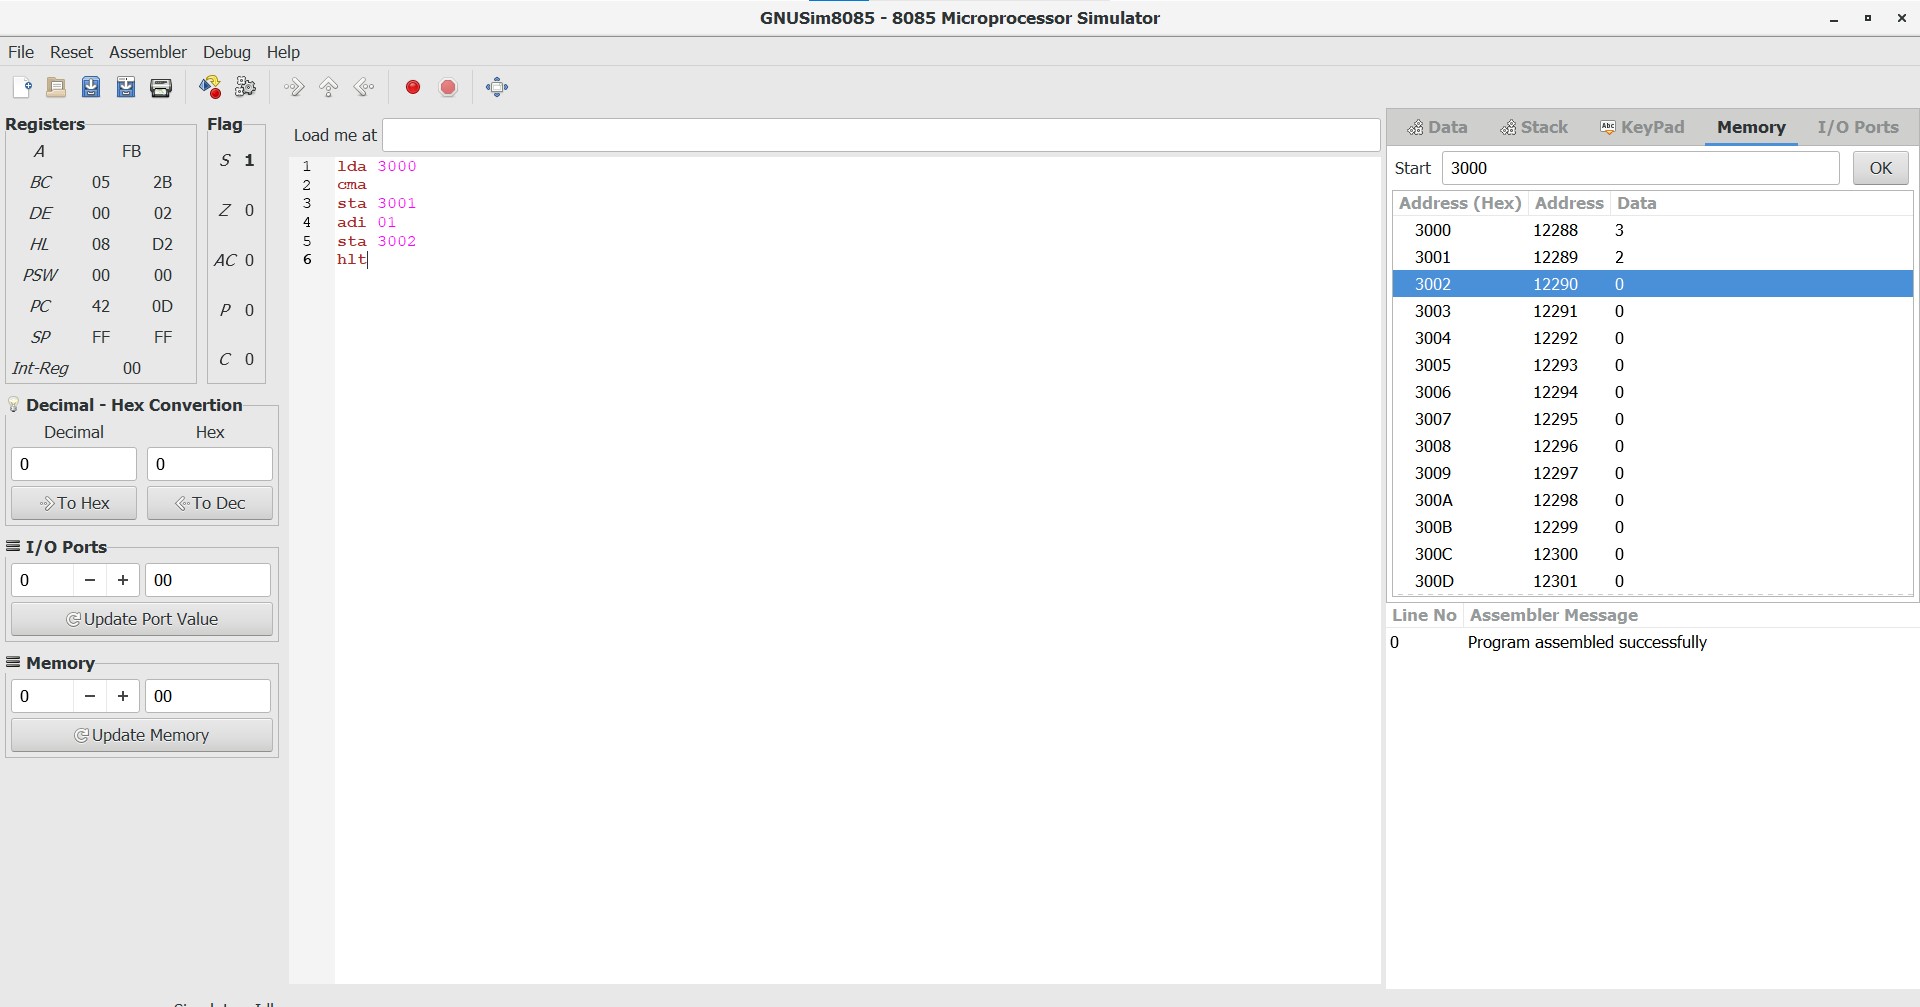 GNUSim8085 - 8085 Microprocessor Simulator
File Reset Assembler Debug Help
Registers
A FB
BC 05 2B
DE 00 02
HL 08 D2
PSW 00 00
PC 42 0D
SP FF FF
Int-Reg 00
Flag
S 1
Z 0
AC 0
P 0
C 0
Decimal - Hex Convertion
Decimal Hex
0 0
To Hex To Dec
I/O Ports
0 − + 00
Update Port Value
Memory
0 − + 00
Update Memory
Load me at
1 lda 3000
2 cma
3 sta 3001
4 adi 01
5 sta 3002
6 hlt
Data Stack Abc KeyPad Memory I/O Ports
Start 3000 OK
Address (Hex) Address Data
3000 12288 3
3001 12289 2
3002 12290 0
3003 12291 0
3004 12292 0
3005 12293 0
3006 12294 0
3007 12295 0
3008 12296 0
3009 12297 0
300A 12298 0
300B 12299 0
300C 12300 0
300D 12301 0
Line No Assembler Message
0 Program assembled successfully